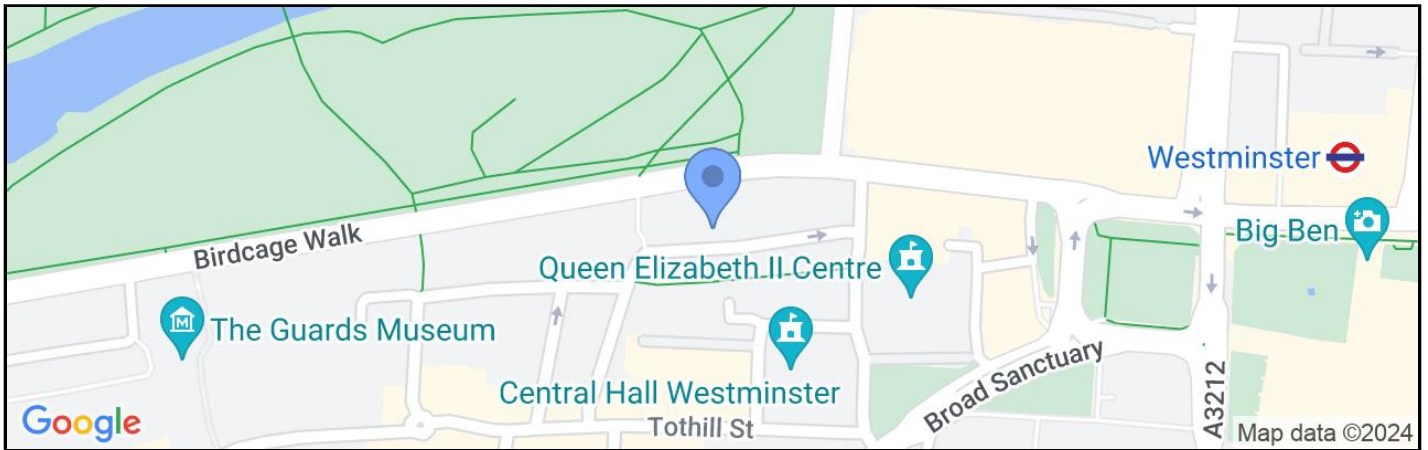 Westminster
Big Ben
Birdcage Walk
Queen Elizabeth II Centre
M
The Guards Museum
Central Hall Westminster
Broad Sanctuary
A3212
Tothill St
Google
Map data ©2024